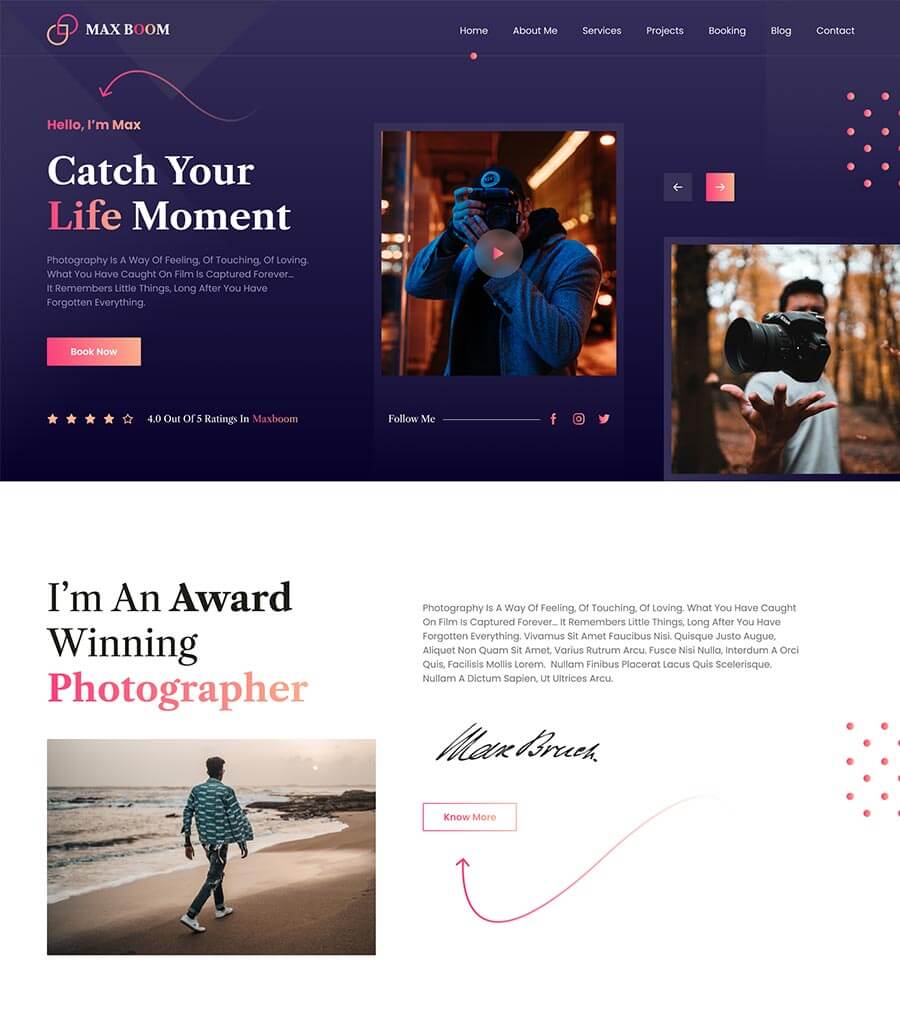 MAX BOOM
Home About Me Services Projects Booking Blog Contact
Hello, I'm Max
Catch Your
Life Moment
Photography Is A Way Of Feeling, Of Touching, Of Loving.
What You Have Caught On Film Is Captured Forever...
It Remembers Little Things, Long After You Have
Forgotten Everything.
Book Now
4.0 Out Of 5 Ratings In Maxboom
Follow Me
I'm An Award
Winning
Photographer
Photography Is A Way Of Feeling, Of Touching, Of Loving. What You Have Caught
On Film Is Captured Forever... It Remembers Little Things, Long After You Have
Forgotten Everything. Vivamus Sit Amet Faucibus Nisi. Quisque Justo Augue,
Aliquet Non Quam Sit Amet, Varius Rutrum Arcu. Fusce Nisi Nulla, Interdum A Orci
Quis, Facilisis Mollis Lorem. Nullam Finibus Placerat Lacus Quis Scelerisque.
Nullam A Dictum Sapien, Ut Ultrices Arcu.
Max Bruch.
Know More